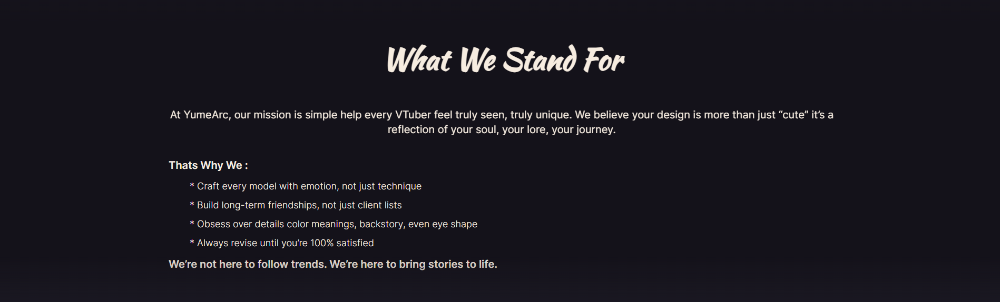 What We Stand For
At YumeArc, our mission is simple help every VTuber feel truly seen, truly unique. We believe your design is more than just “cute” it’s a
reflection of your soul, your lore, your journey.
Thats Why We :
* Craft every model with emotion, not just technique
* Build long-term friendships, not just client lists
* Obsess over details color meanings, backstory, even eye shape
* Always revise until you’re 100% satisfied
We’re not here to follow trends. We’re here to bring stories to life.